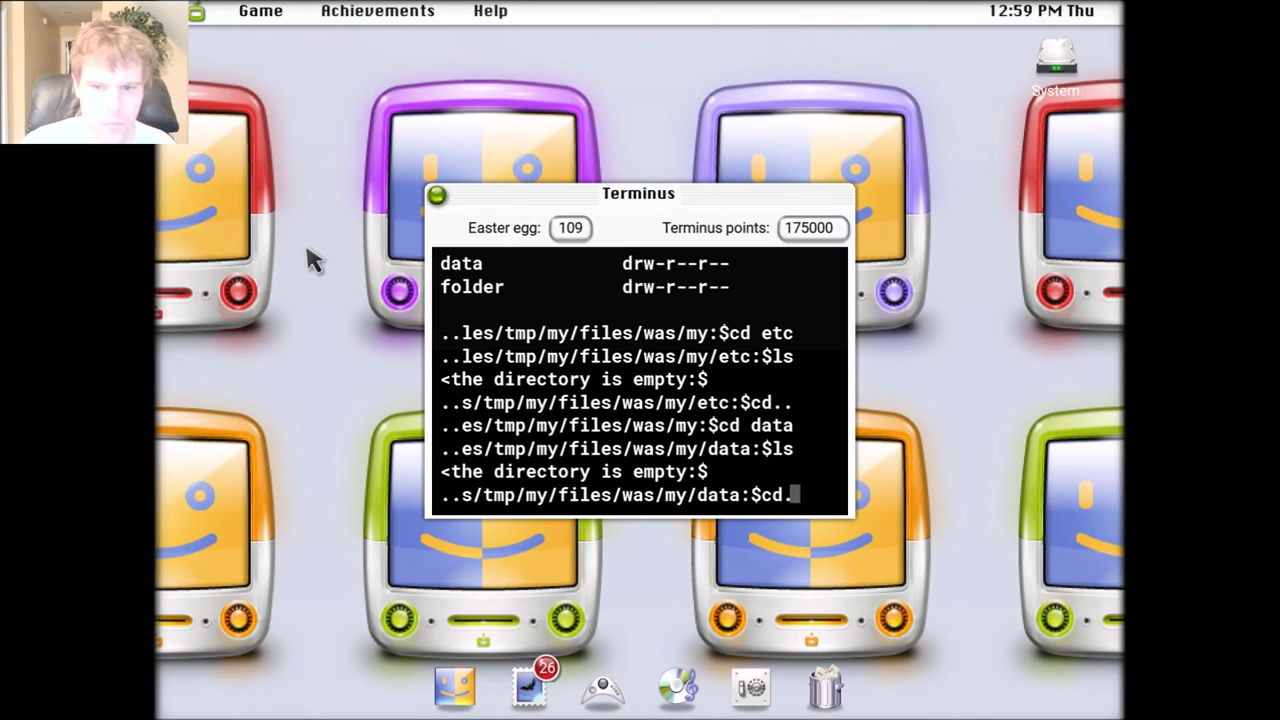 Game Achievements Help 12:59 PM Thu
System
Terminus
Easter egg: 109 Terminus points: 175000
data drw-r--r--
folder drw-r--r--
..les/tmp/my/files/was/my:$cd etc
..les/tmp/my/files/was/my/etc:$ls
<the directory is empty:$
..s/tmp/my/files/was/my/etc:$cd..
..es/tmp/my/files/was/my:$cd data
..es/tmp/my/files/was/my/data:$ls
<the directory is empty:$
..s/tmp/my/files/was/my/data:$cd.
26